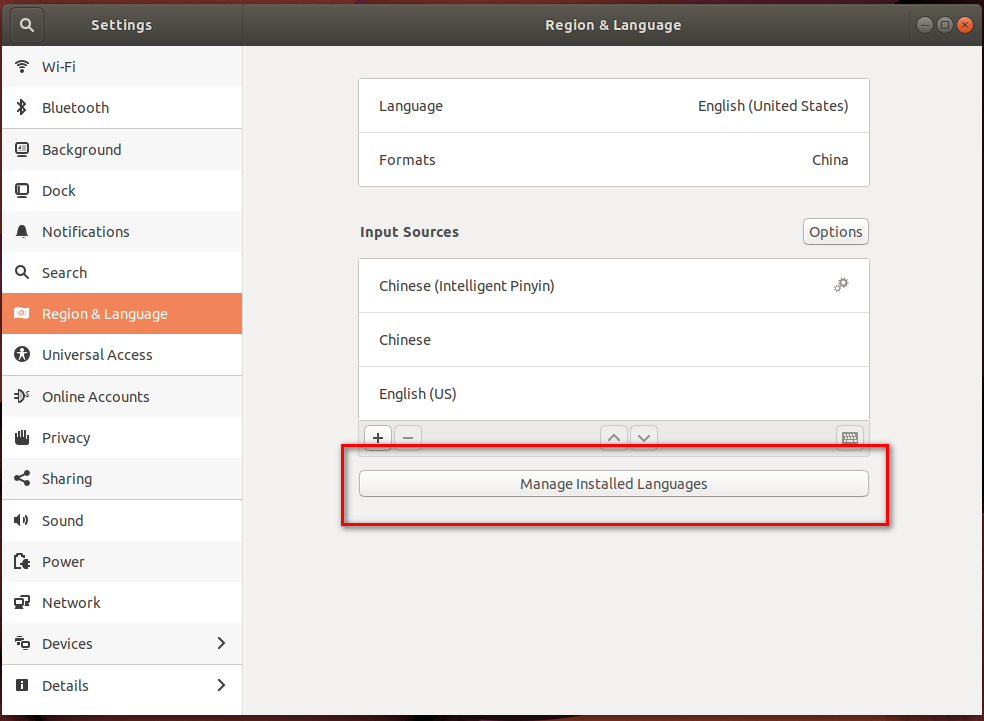 Settings
Region & Language
Wi-Fi
Bluetooth
Background
Dock
Notifications
Search
Region & Language
Universal Access
Online Accounts
Privacy
Sharing
Sound
Power
Network
Devices
Details
Language English (United States)
Formats China
Input Sources Options
Chinese (Intelligent Pinyin)
Chinese
English (US)
Manage Installed Languages